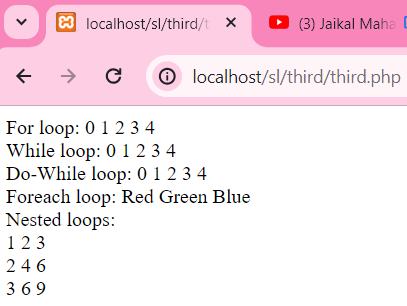 localhost/sl/third/t
(3) Jaikal Maha
localhost/sl/third/third.php
For loop: 0 1 2 3 4
While loop: 0 1 2 3 4
Do-While loop: 0 1 2 3 4
Foreach loop: Red Green Blue
Nested loops:
1 2 3
2 4 6
3 6 9